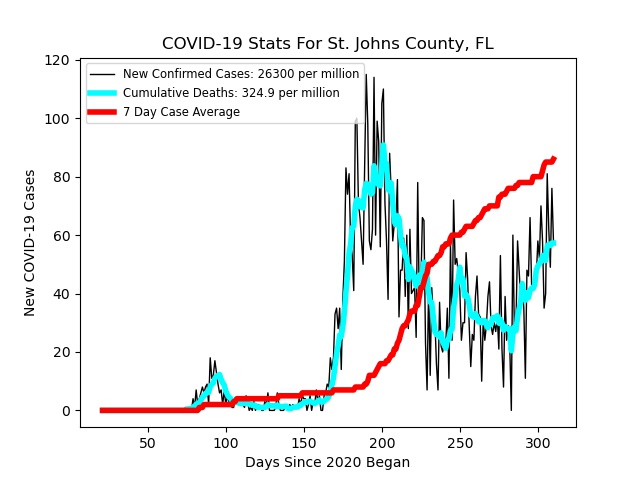 COVID-19 Stats For St. Johns County, FL
New Confirmed Cases: 26300 per million
Cumulative Deaths: 324.9 per million
7 Day Case Average
New COVID-19 Cases
120
100
80
60
40
20
0
50 100 150 200 250 300
Days Since 2020 Began